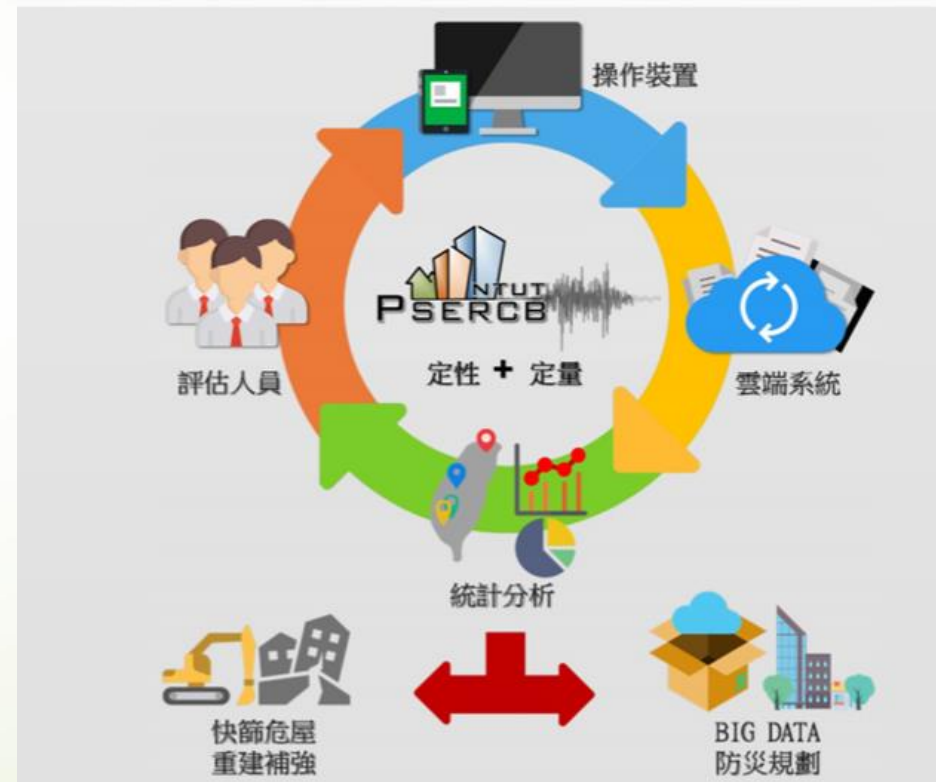 操作裝置
評估人員
NTUT
PSERCB
定性 + 定量
雲端系統
統計分析
快篩危屋
重建補強
BIG DATA
防災規劃